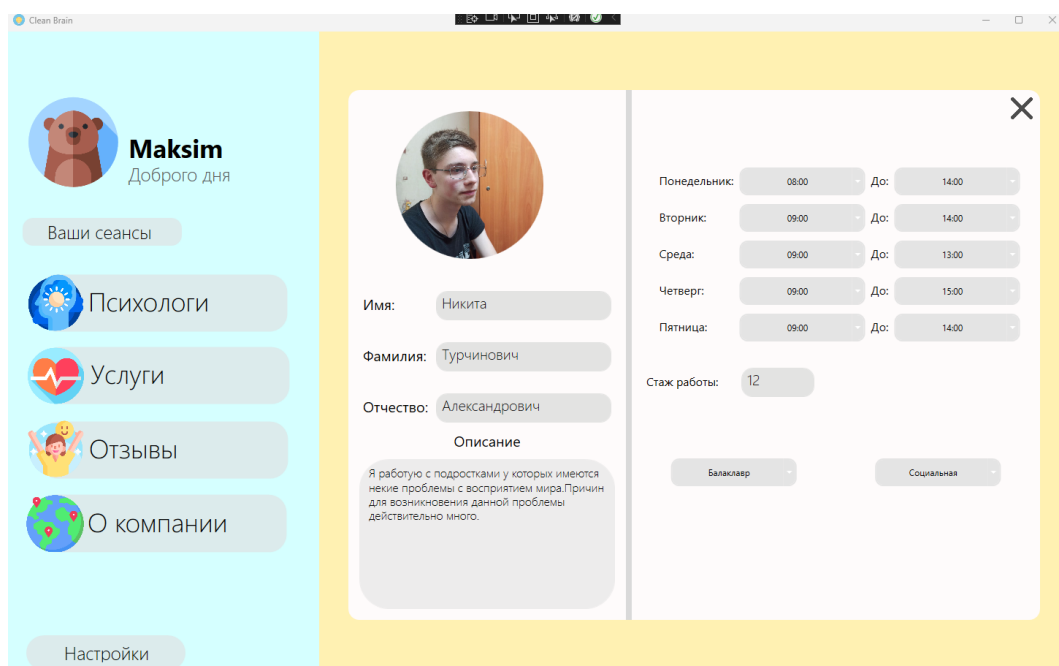 Clean Brain
Maksim
Доброго дня
Ваши сеансы
Психологи
Услуги
Отзывы
О компании
Настройки
Имя: Никита
Фамилия: Турчинович
Отчество: Александрович
Описание
Я работую с подростками у которых имеются
некие проблемы с восприятием мира.Причин
для возникновения данной проблемы
действительно много.
Понедельник: 08:00 До: 14:00
Вторник: 09:00 До: 14:00
Среда: 09:00 До: 13:00
Четверг: 09:00 До: 15:00
Пятница: 09:00 До: 14:00
Стаж работы: 12
Балаклавр Социальная